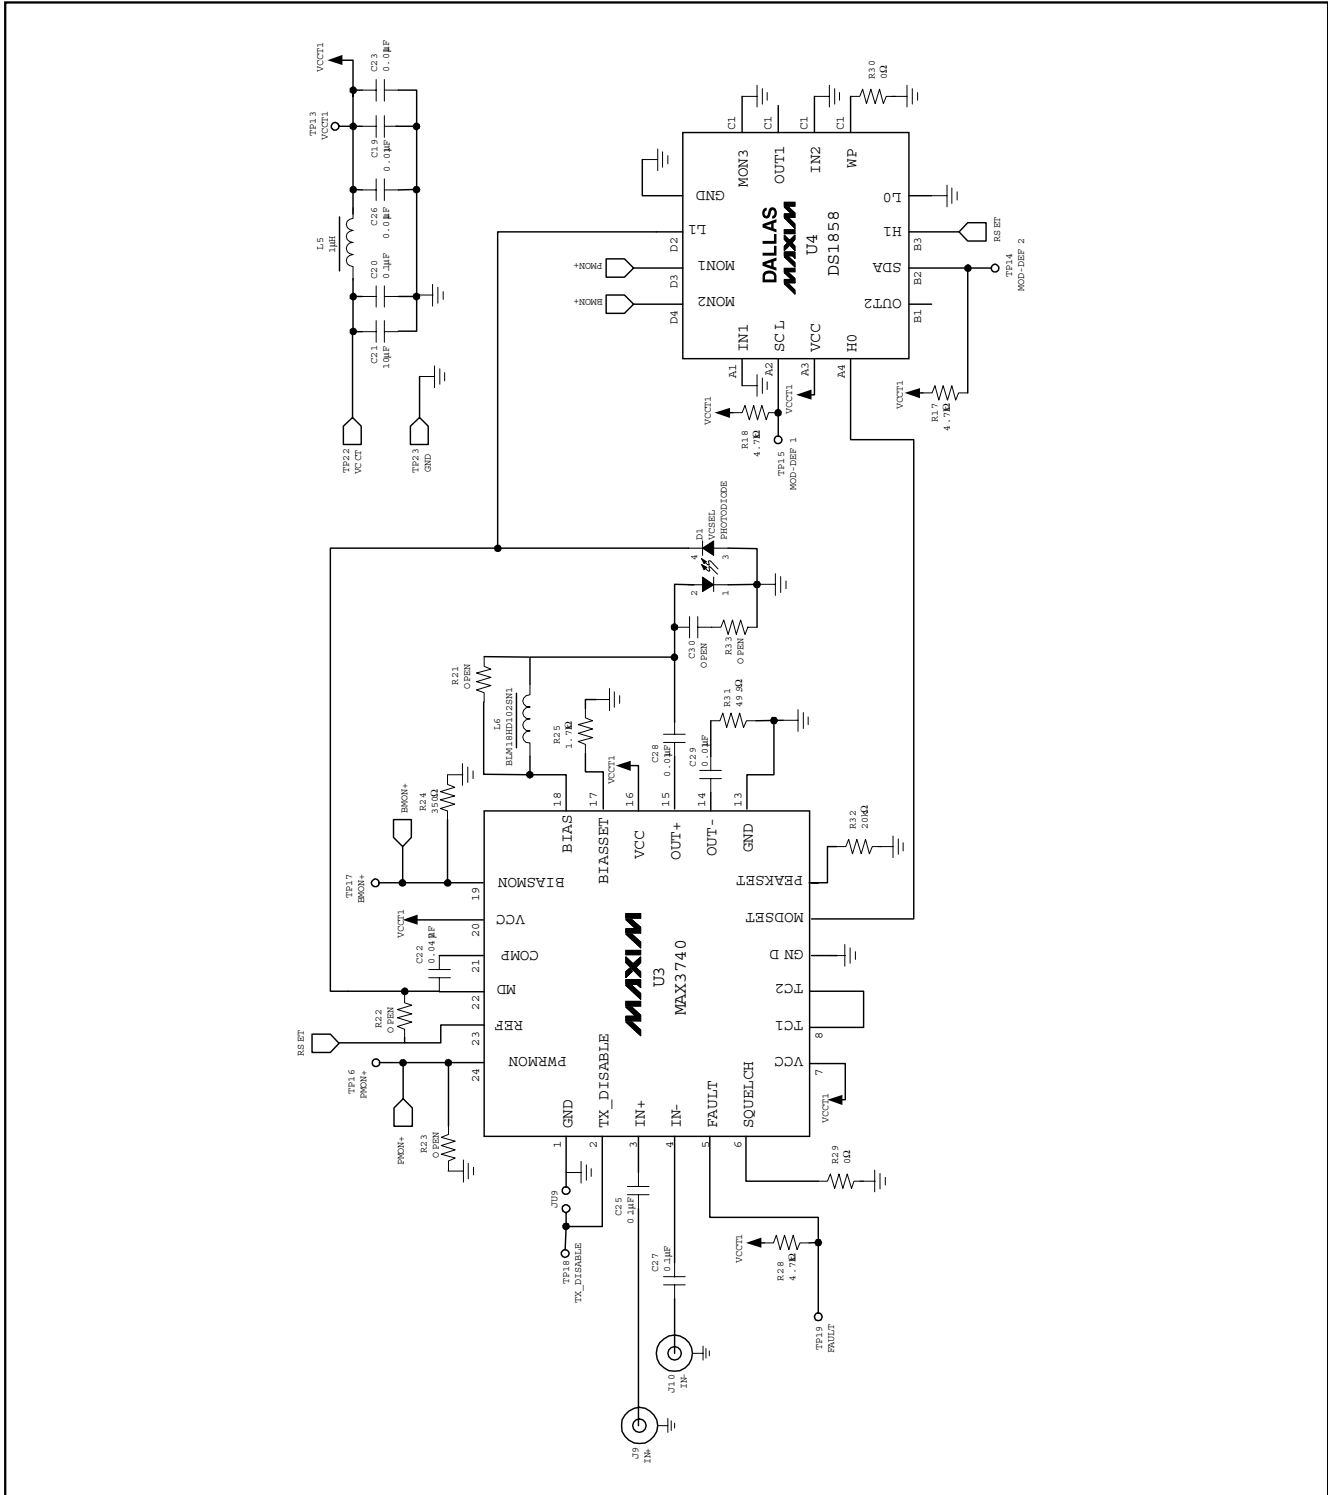 VCCT1
C23
0.01µF
TP13
VCCT1
C19
0.01µF
C26
0.01µF
L5
1µH
C20
0.1µF
C21
10µF
TP22
VCCT
TP23
GND
R30
0Ω
C1
C1
C1
C1
MON3
OUT1
IN2
WP
GND
L1
D2
MON1
D3
MON2
D4
PMON+
BMON+
DALLAS
MAXIM
U4
DS1858
L0
H1
B3
SDA
B2
OUT2
B1
RSET
TP14
MOD-DEF 2
IN1
SCL
VCC
H0
A1
A2
A3
A4
VCCT1
VCCT1
R18
4.7kΩ
TP15
MOD-DEF 1
VCCT1
R17
4.7kΩ
D1
VCSEL
PHOTODIODE
4
3
2
1
C30
OPEN
R33
OPEN
R21
OPEN
L6
BLM18HD102SN1
R25
1.7kΩ
VCCT1
C28
0.01µF
C29
0.01µF
R31
49.9Ω
BMON+
R24
350Ω
TP17
BMON+
VCCT1
C22
0.04µF
R22
OPEN
RSET
TP16
PMON+
PMON+
R23
OPEN
18
17
16
15
14
13
BIAS
BIASSET
VCC
OUT+
OUT-
GND
19
BIASMON
20
VCC
21
COMP
22
MD
23
REF
24
PWRMON
MAXIM
U3
MAX3740
PEAKSET
MODSET
GND
TC2
TC1
8
VCC
7
R32
20kΩ
VCCT1
GND
TX_DISABLE
IN+
IN-
FAULT
SQUELCH
1
2
3
4
5
6
JU9
TP18
TX_DISABLE
C25
0.1µF
C27
0.1µF
R29
0Ω
VCCT1
R28
4.7kΩ
TP19
FAULT
J10
IN-
J9
IN+